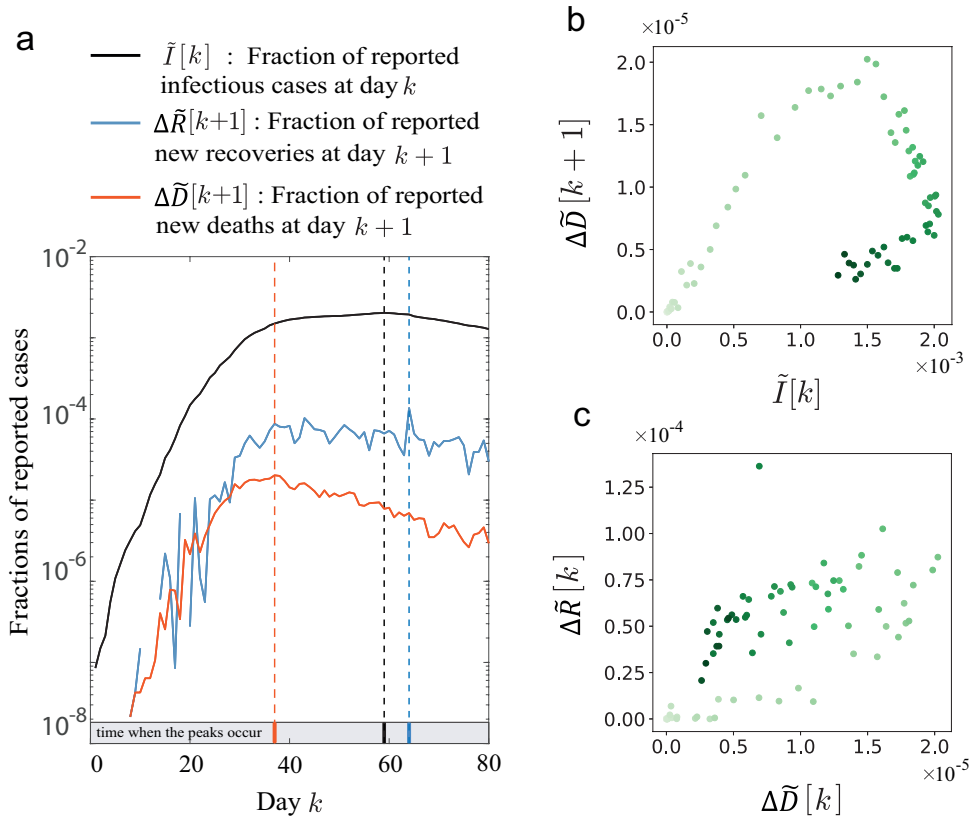 a
Ĩ[k] : Fraction of reported
infectious cases at day k
ΔR̃[k+1] : Fraction of reported
new recoveries at day k + 1
ΔD̃[k+1] : Fraction of reported
new deaths at day k + 1
Fractions of reported cases
10⁻²
10⁻⁴
10⁻⁶
10⁻⁸
time when the peaks occur
0 20 40 60 80
Day k
b
×10⁻⁵
ΔD̃[k + 1]
2.0
1.5
1.0
0.5
0.0
0.0 0.5 1.0 1.5 2.0
×10⁻³
Ĩ[k]
c
×10⁻⁴
ΔR̃[k]
1.25
1.00
0.75
0.50
0.25
0.00
0.0 0.5 1.0 1.5 2.0
×10⁻⁵
ΔD̃[k]